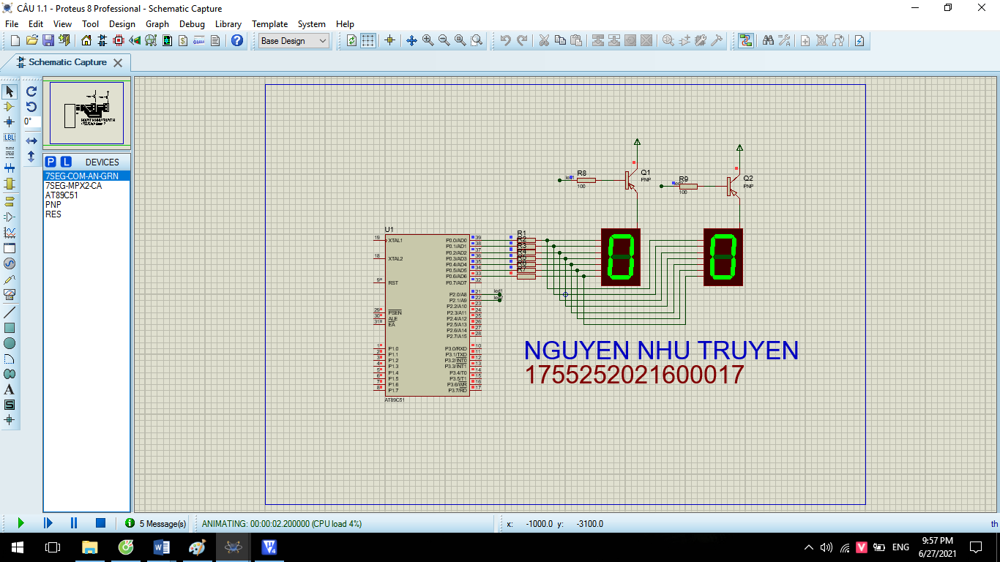 CÂU 1.1 - Proteus 8 Professional - Schematic Capture
File Edit View Tool Design Graph Debug Library Template System Help
Base Design
Schematic Capture
LBL
0°
P L DEVICES
7SEG-COM-AN-GRN
7SEG-MPX2-CA
AT89C51
PNP
RES
R8
100
Q1
PNP
R9
100
Q2
PNP
U1
19 XTAL1
18 XTAL2
9 RST
29 PSEN
30 ALE
31 EA
1 P1.0
2 P1.1
3 P1.2
4 P1.3
5 P1.4
6 P1.5
7 P1.6
8 P1.7
P0.0/AD0 39
P0.1/AD1 38
P0.2/AD2 37
P0.3/AD3 36
P0.4/AD4 35
P0.5/AD5 34
P0.6/AD6 33
P0.7/AD7 32
P2.0/A8 21 led1
P2.1/A9 22
P2.2/A10 23
P2.3/A11 24
P2.4/A12 25
P2.5/A13 26
P2.6/A14 27
P2.7/A15 28
P3.0/RXD 10
P3.1/TXD 11
P3.2/INT0 12
P3.3/INT1 13
P3.4/T0 14
P3.5/T1 15
P3.6/WR 16
P3.7/RD 17
AT89C51
R1
0 0
NGUYEN NHU TRUYEN
1755252021600017
5 Message(s) ANIMATING: 00:00:02.200000 (CPU load 4%) x: -1000.0 y: -3100.0 th
ENG
9:57 PM
6/27/2021